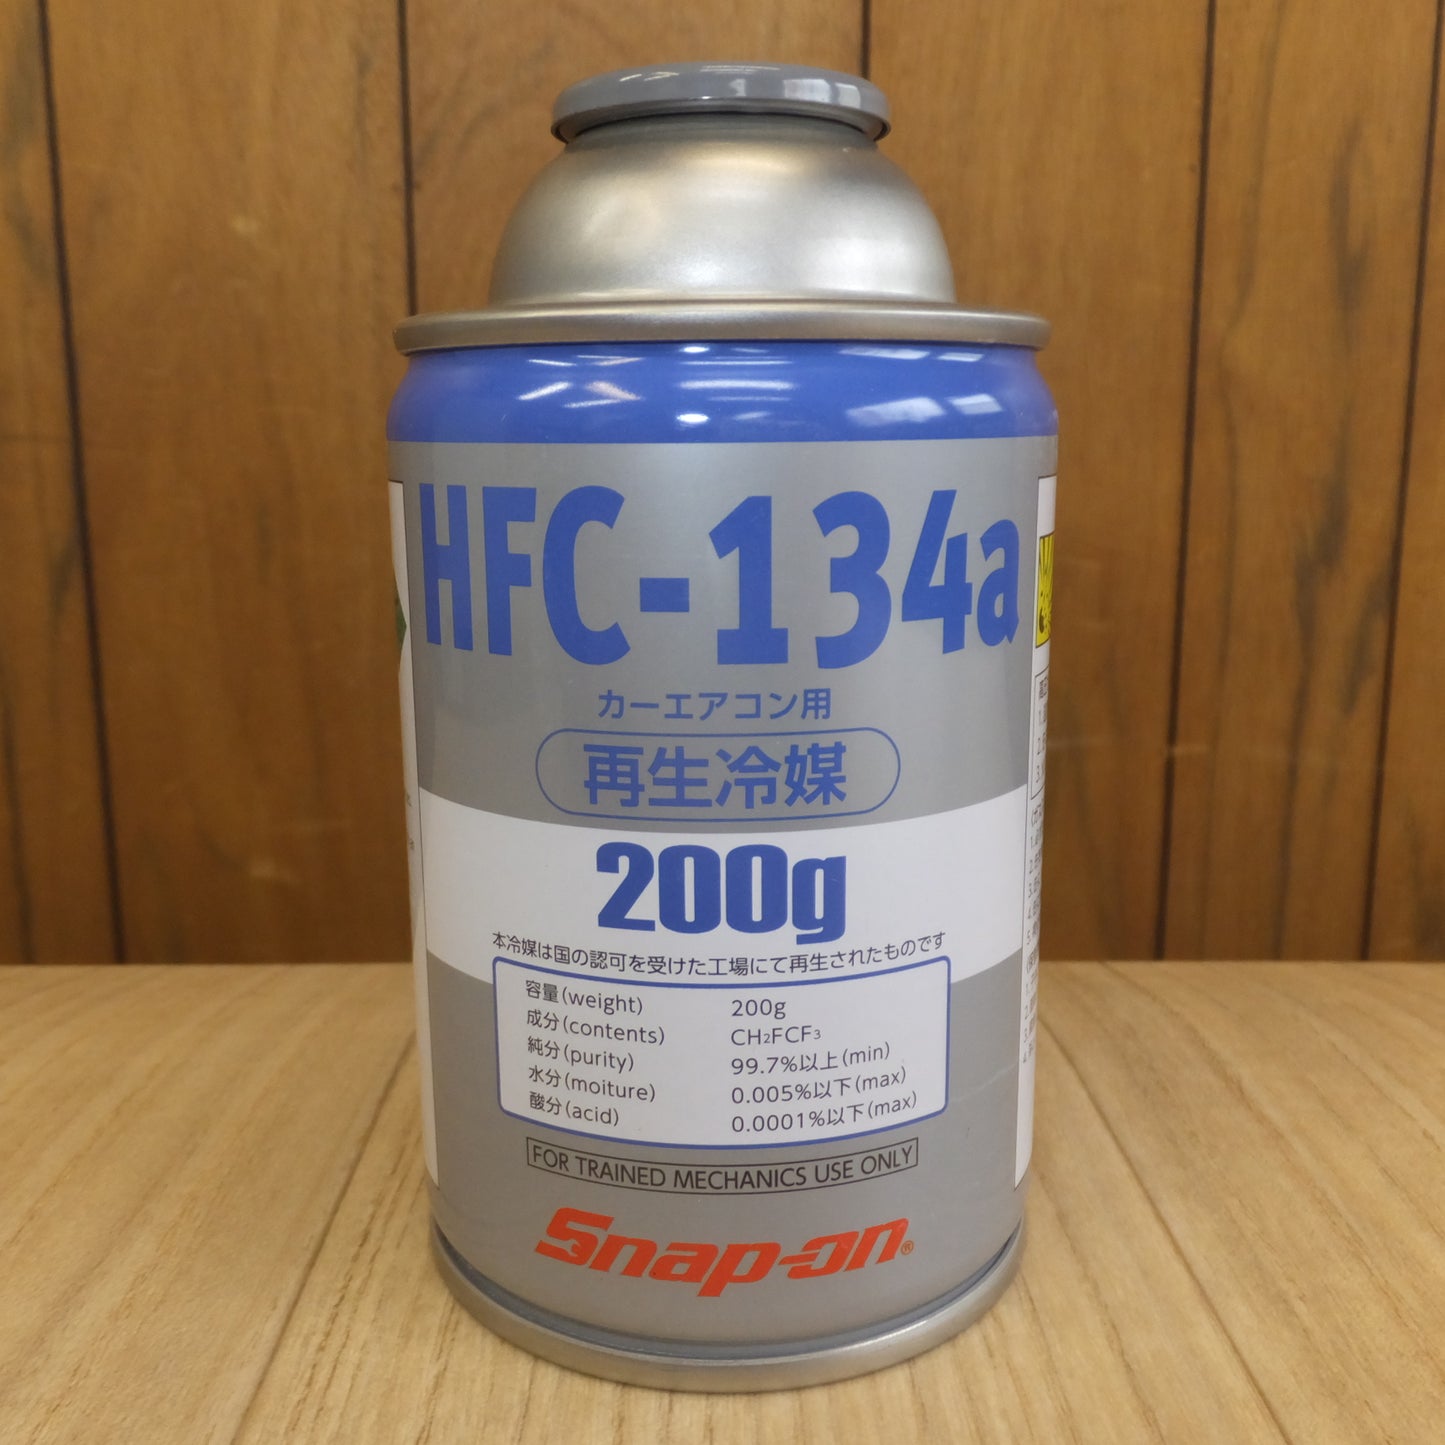 HFC-134a
カーエアコン用
再生冷媒
200g
本冷媒は国の認可を受けた工場にて再生されたものです
容量(weight) 200g
成分(contents) CH₂FCF₃
純分(purity) 99.7%以上(min)
水分(moiture) 0.005%以下(max)
酸分(acid) 0.0001%以下(max)
FOR TRAINED MECHANICS USE ONLY
Snap-on®